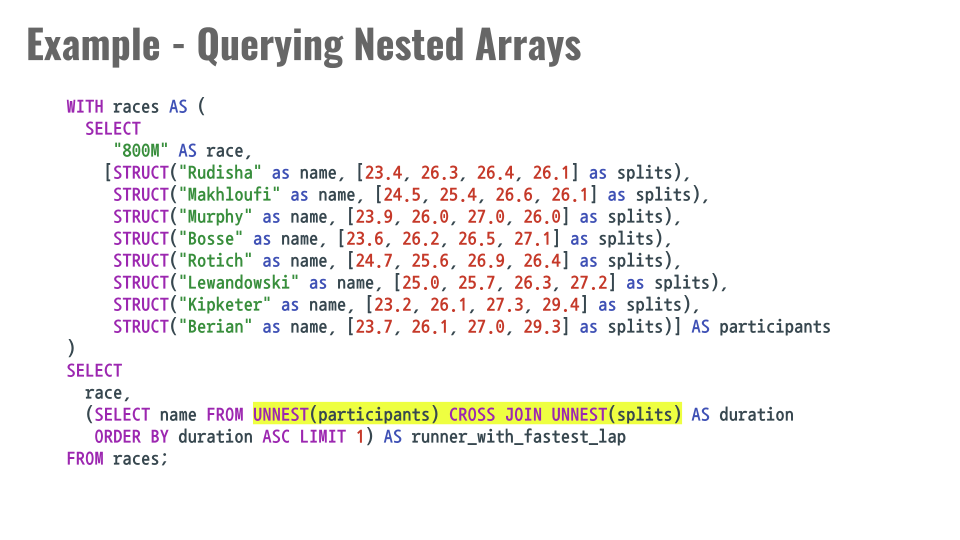 Example - Querying Nested Arrays
WITH races AS (
  SELECT
     "800M" AS race,
    [STRUCT("Rudisha" as name, [23.4, 26.3, 26.4, 26.1] as splits),
     STRUCT("Makhloufi" as name, [24.5, 25.4, 26.6, 26.1] as splits),
     STRUCT("Murphy" as name, [23.9, 26.0, 27.0, 26.0] as splits),
     STRUCT("Bosse" as name, [23.6, 26.2, 26.5, 27.1] as splits),
     STRUCT("Rotich" as name, [24.7, 25.6, 26.9, 26.4] as splits),
     STRUCT("Lewandowski" as name, [25.0, 25.7, 26.3, 27.2] as splits),
     STRUCT("Kipketer" as name, [23.2, 26.1, 27.3, 29.4] as splits),
     STRUCT("Berian" as name, [23.7, 26.1, 27.0, 29.3] as splits)] AS participants
)
SELECT
  race,
  (SELECT name FROM UNNEST(participants) CROSS JOIN UNNEST(splits) AS duration
   ORDER BY duration ASC LIMIT 1) AS runner_with_fastest_lap
FROM races;